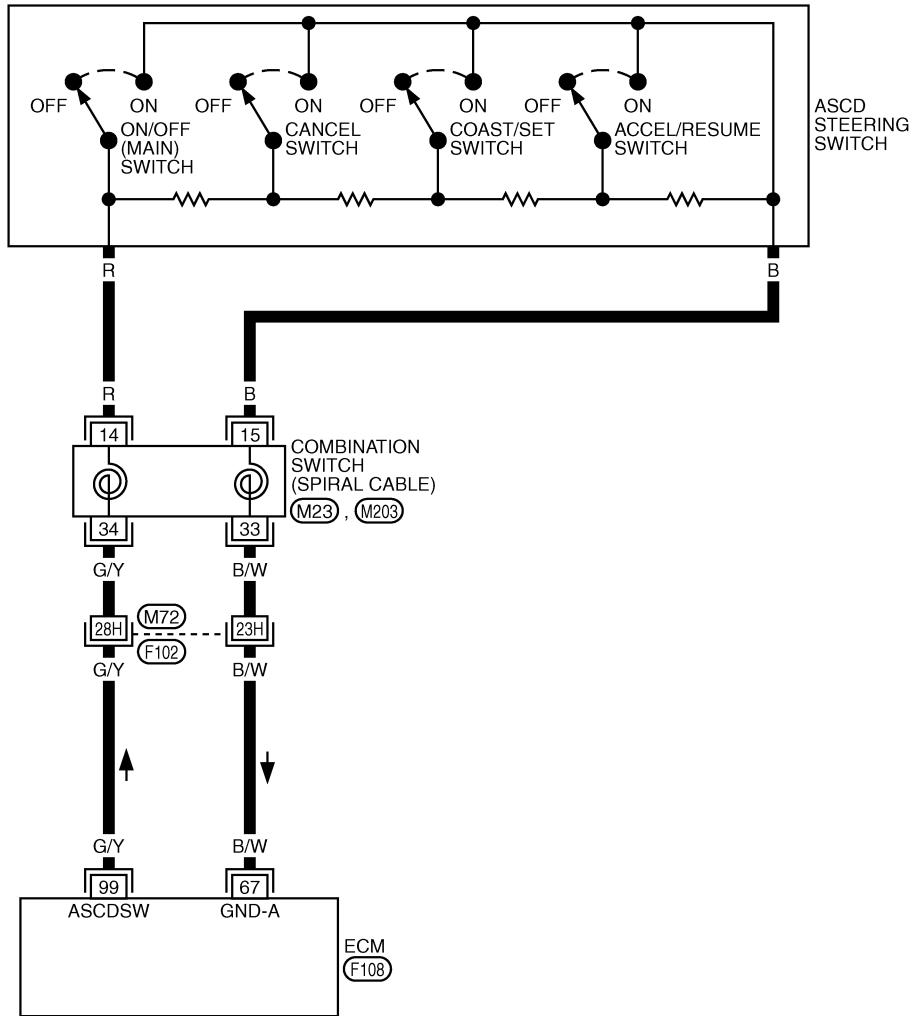 OFF ON OFF ON OFF ON OFF ON
ON/OFF
(MAIN)
SWITCH
CANCEL
SWITCH
COAST/SET
SWITCH
ACCEL/RESUME
SWITCH
ASCD
STEERING
SWITCH
R B
R B
14 15
COMBINATION
SWITCH
(SPIRAL CABLE)
M23 , M203
34 33
G/Y B/W
M72
28H 23H
F102
G/Y B/W
G/Y B/W
99 67
ASCDSW GND-A
ECM
F108